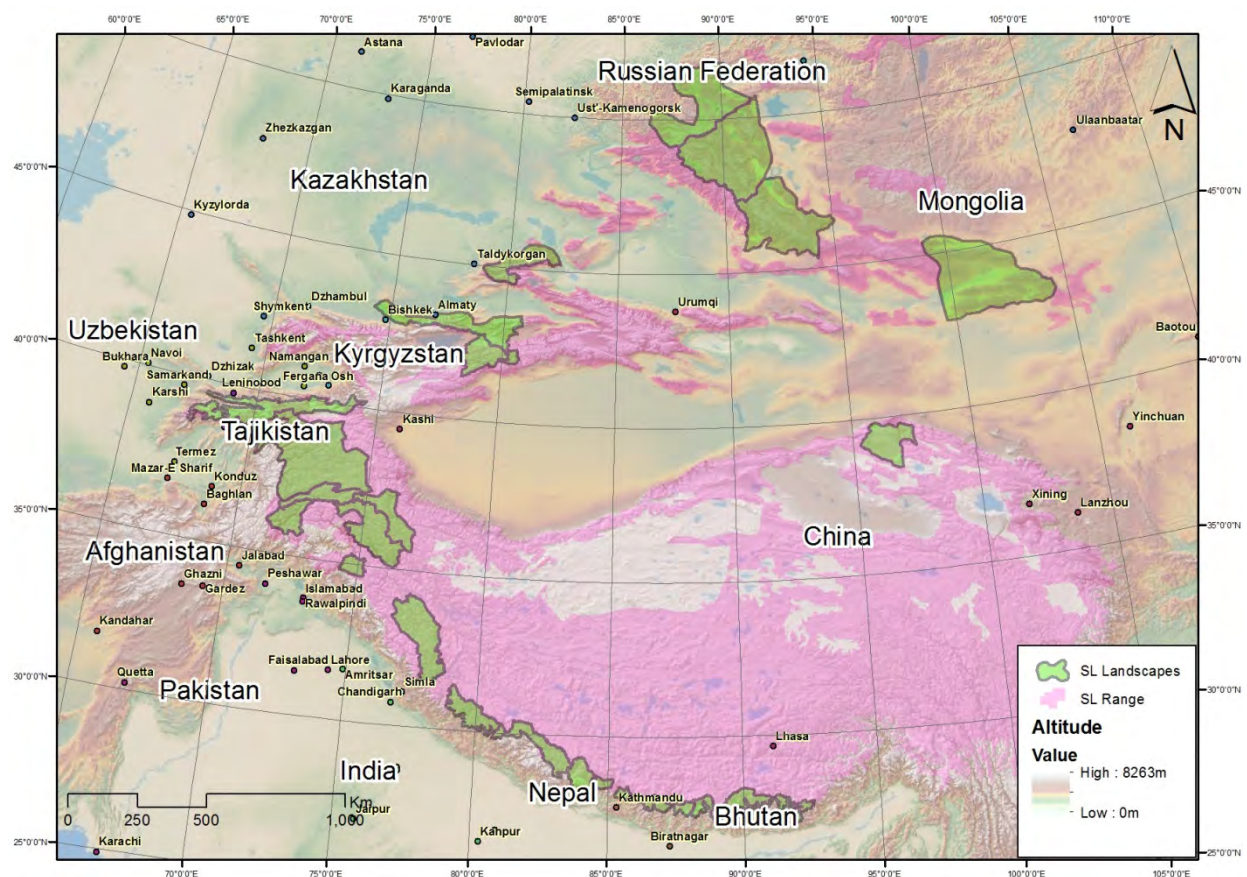 60°0'0"E
65°0'0"E
70°0'0"E
75°0'0"E
80°0'0"E
85°0'0"E
90°0'0"E
95°0'0"E
100°0'0"E
105°0'0"E
110°0'0"E
Astana
Pavlodar
Russian Federation
Karaganda
Semipalatinsk
Ust'-Kamenogorsk
Ulaanbaatar
N
Zhezkazgan
45°0'0"N
45°0'0"N
Kazakhstan
Mongolia
Kyzylorda
Taldykorgan
Shymkent
Dzhambul
Bishkek
Almaty
Urumqi
Uzbekistan
Tashkent
Baotou
40°0'0"N
Bukhara
Navoi
Namangan
Kyrgyzstan
40°0'0"N
Samarkand
Dzhizak
Fergana
Osh
Karshi
Leninobod
Kashi
Yinchuan
Tajikistan
Termez
Mazar-E Sharif
Konduz
Baghlan
Xining
Lanzhou
35°0'0"N
35°0'0"N
China
Afghanistan
Jalabad
Ghazni
Gardez
Peshawar
Islamabad
Rawalpindi
Kandahar
Faisalabad
Lahore
Amritsar
Simla
Chandigarh
Quetta
30°0'0"N
Pakistan
30°0'0"N
Lhasa
India
Nepal
Kathmandu
Bhutan
Km
0
250
500
1,000
Jaipur
Kanpur
Biratnagar
Karachi
25°0'0"N
25°0'0"N
SL Landscapes
SL Range
Altitude
Value
High : 8263m
Low : 0m
70°0'0"E
75°0'0"E
80°0'0"E
85°0'0"E
90°0'0"E
95°0'0"E
100°0'0"E
105°0'0"E